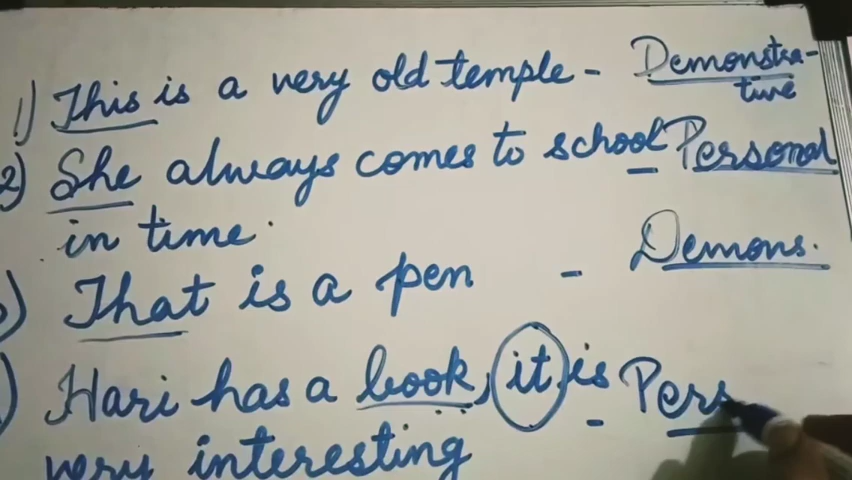 1) This is a very old temple - Demonstra-
tive
2) She always comes to school - Personal
in time.
) That is a pen - Demons.
) Hari has a book, it is - Pers
very interesting